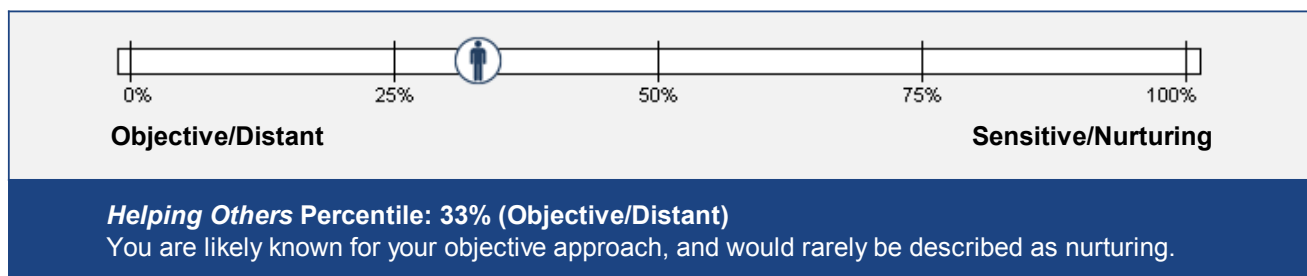 0% 25% 50% 75% 100%
Objective/Distant Sensitive/Nurturing
Helping Others Percentile: 33% (Objective/Distant)
You are likely known for your objective approach, and would rarely be described as nurturing.